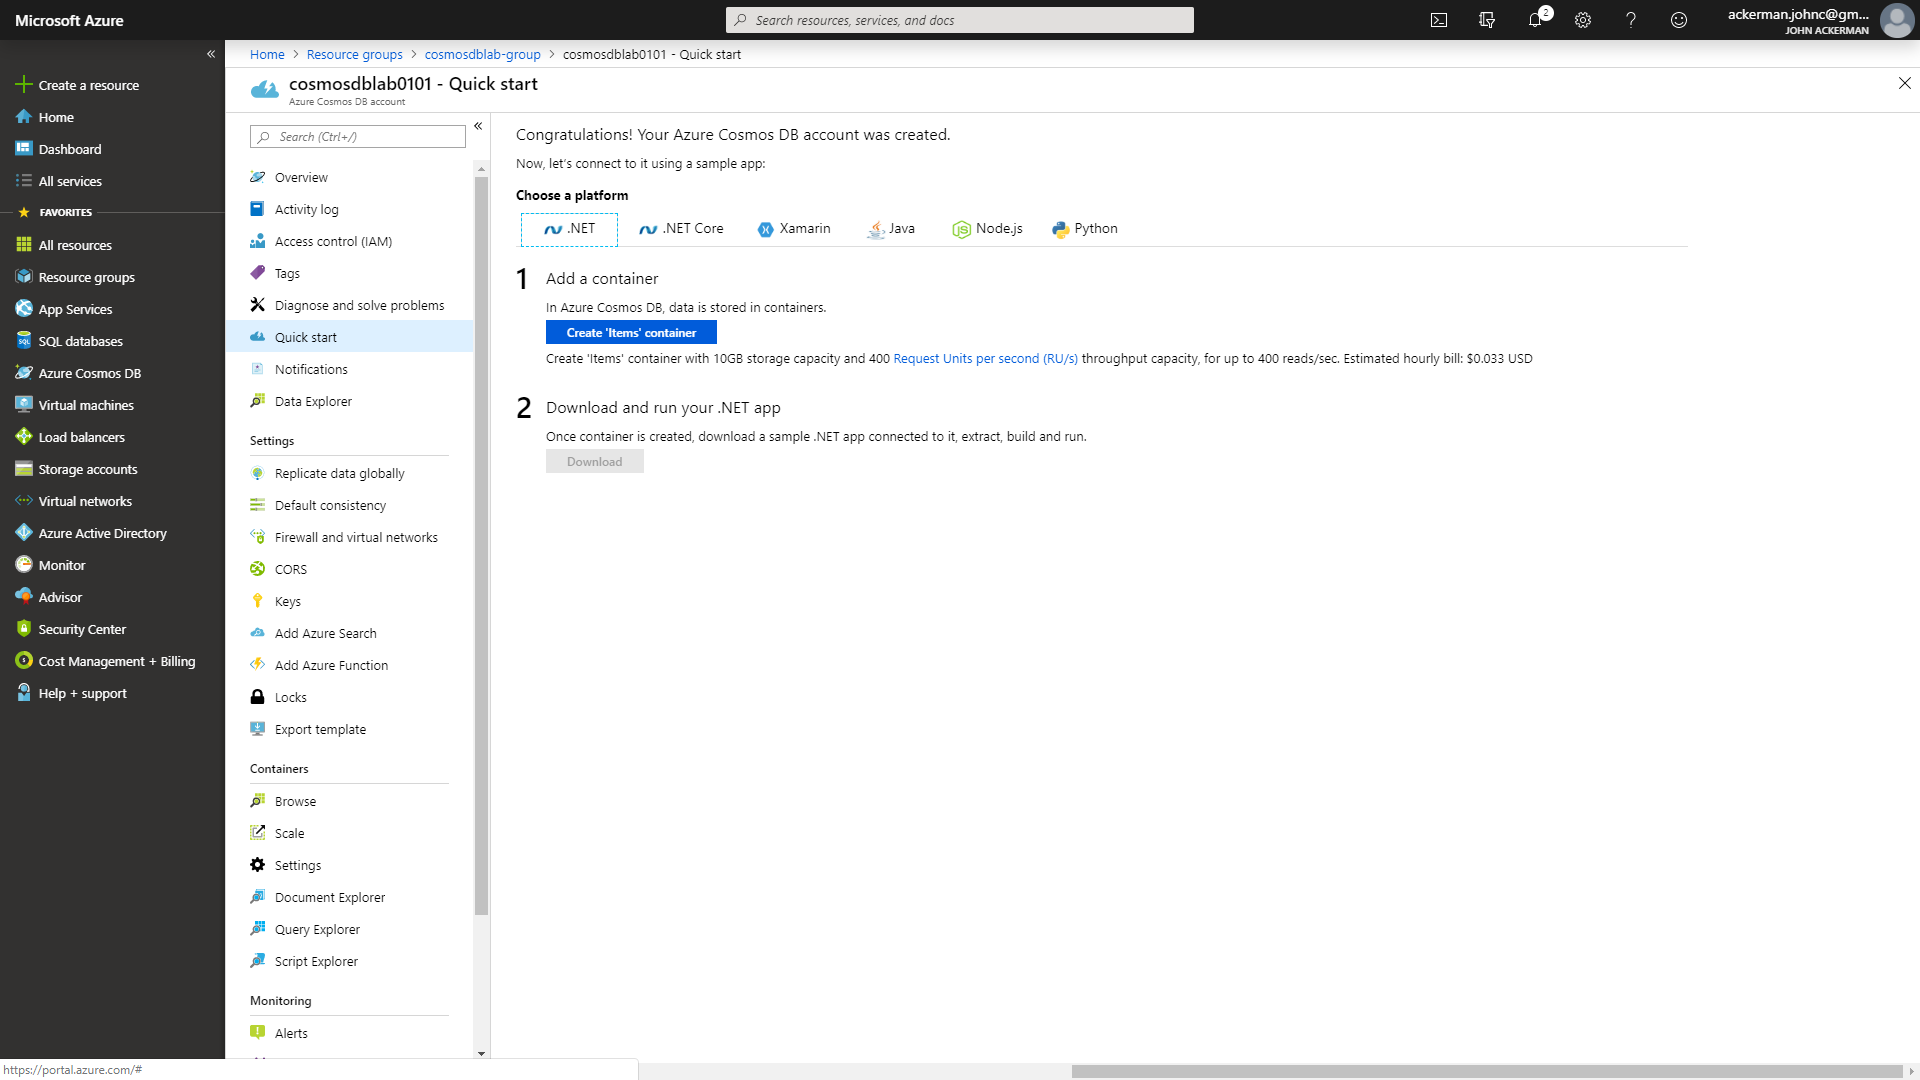 Microsoft Azure
Search resources, services, and docs
2
ackerman.johnc@gm...
JOHN ACKERMAN
Create a resource
Home
Dashboard
All services
FAVORITES
All resources
Resource groups
App Services
SQL databases
Azure Cosmos DB
Virtual machines
Load balancers
Storage accounts
Virtual networks
Azure Active Directory
Monitor
Advisor
Security Center
Cost Management + Billing
Help + support
Home > Resource groups > cosmosdblab-group > cosmosdblab0101 - Quick start
cosmosdblab0101 - Quick start
Azure Cosmos DB account
Search (Ctrl+/)
Overview
Activity log
Access control (IAM)
Tags
Diagnose and solve problems
Quick start
Notifications
Data Explorer
Settings
Replicate data globally
Default consistency
Firewall and virtual networks
CORS
Keys
Add Azure Search
Add Azure Function
Locks
Export template
Containers
Browse
Scale
Settings
Document Explorer
Query Explorer
Script Explorer
Monitoring
Alerts
Congratulations! Your Azure Cosmos DB account was created.
Now, let's connect to it using a sample app:
Choose a platform
.NET .NET Core Xamarin Java Node.js Python
1 Add a container
In Azure Cosmos DB, data is stored in containers.
Create 'Items' container
Create 'Items' container with 10GB storage capacity and 400 Request Units per second (RU/s) throughput capacity, for up to 400 reads/sec. Estimated hourly bill: $0.033 USD
2 Download and run your .NET app
Once container is created, download a sample .NET app connected to it, extract, build and run.
Download
https://portal.azure.com/#